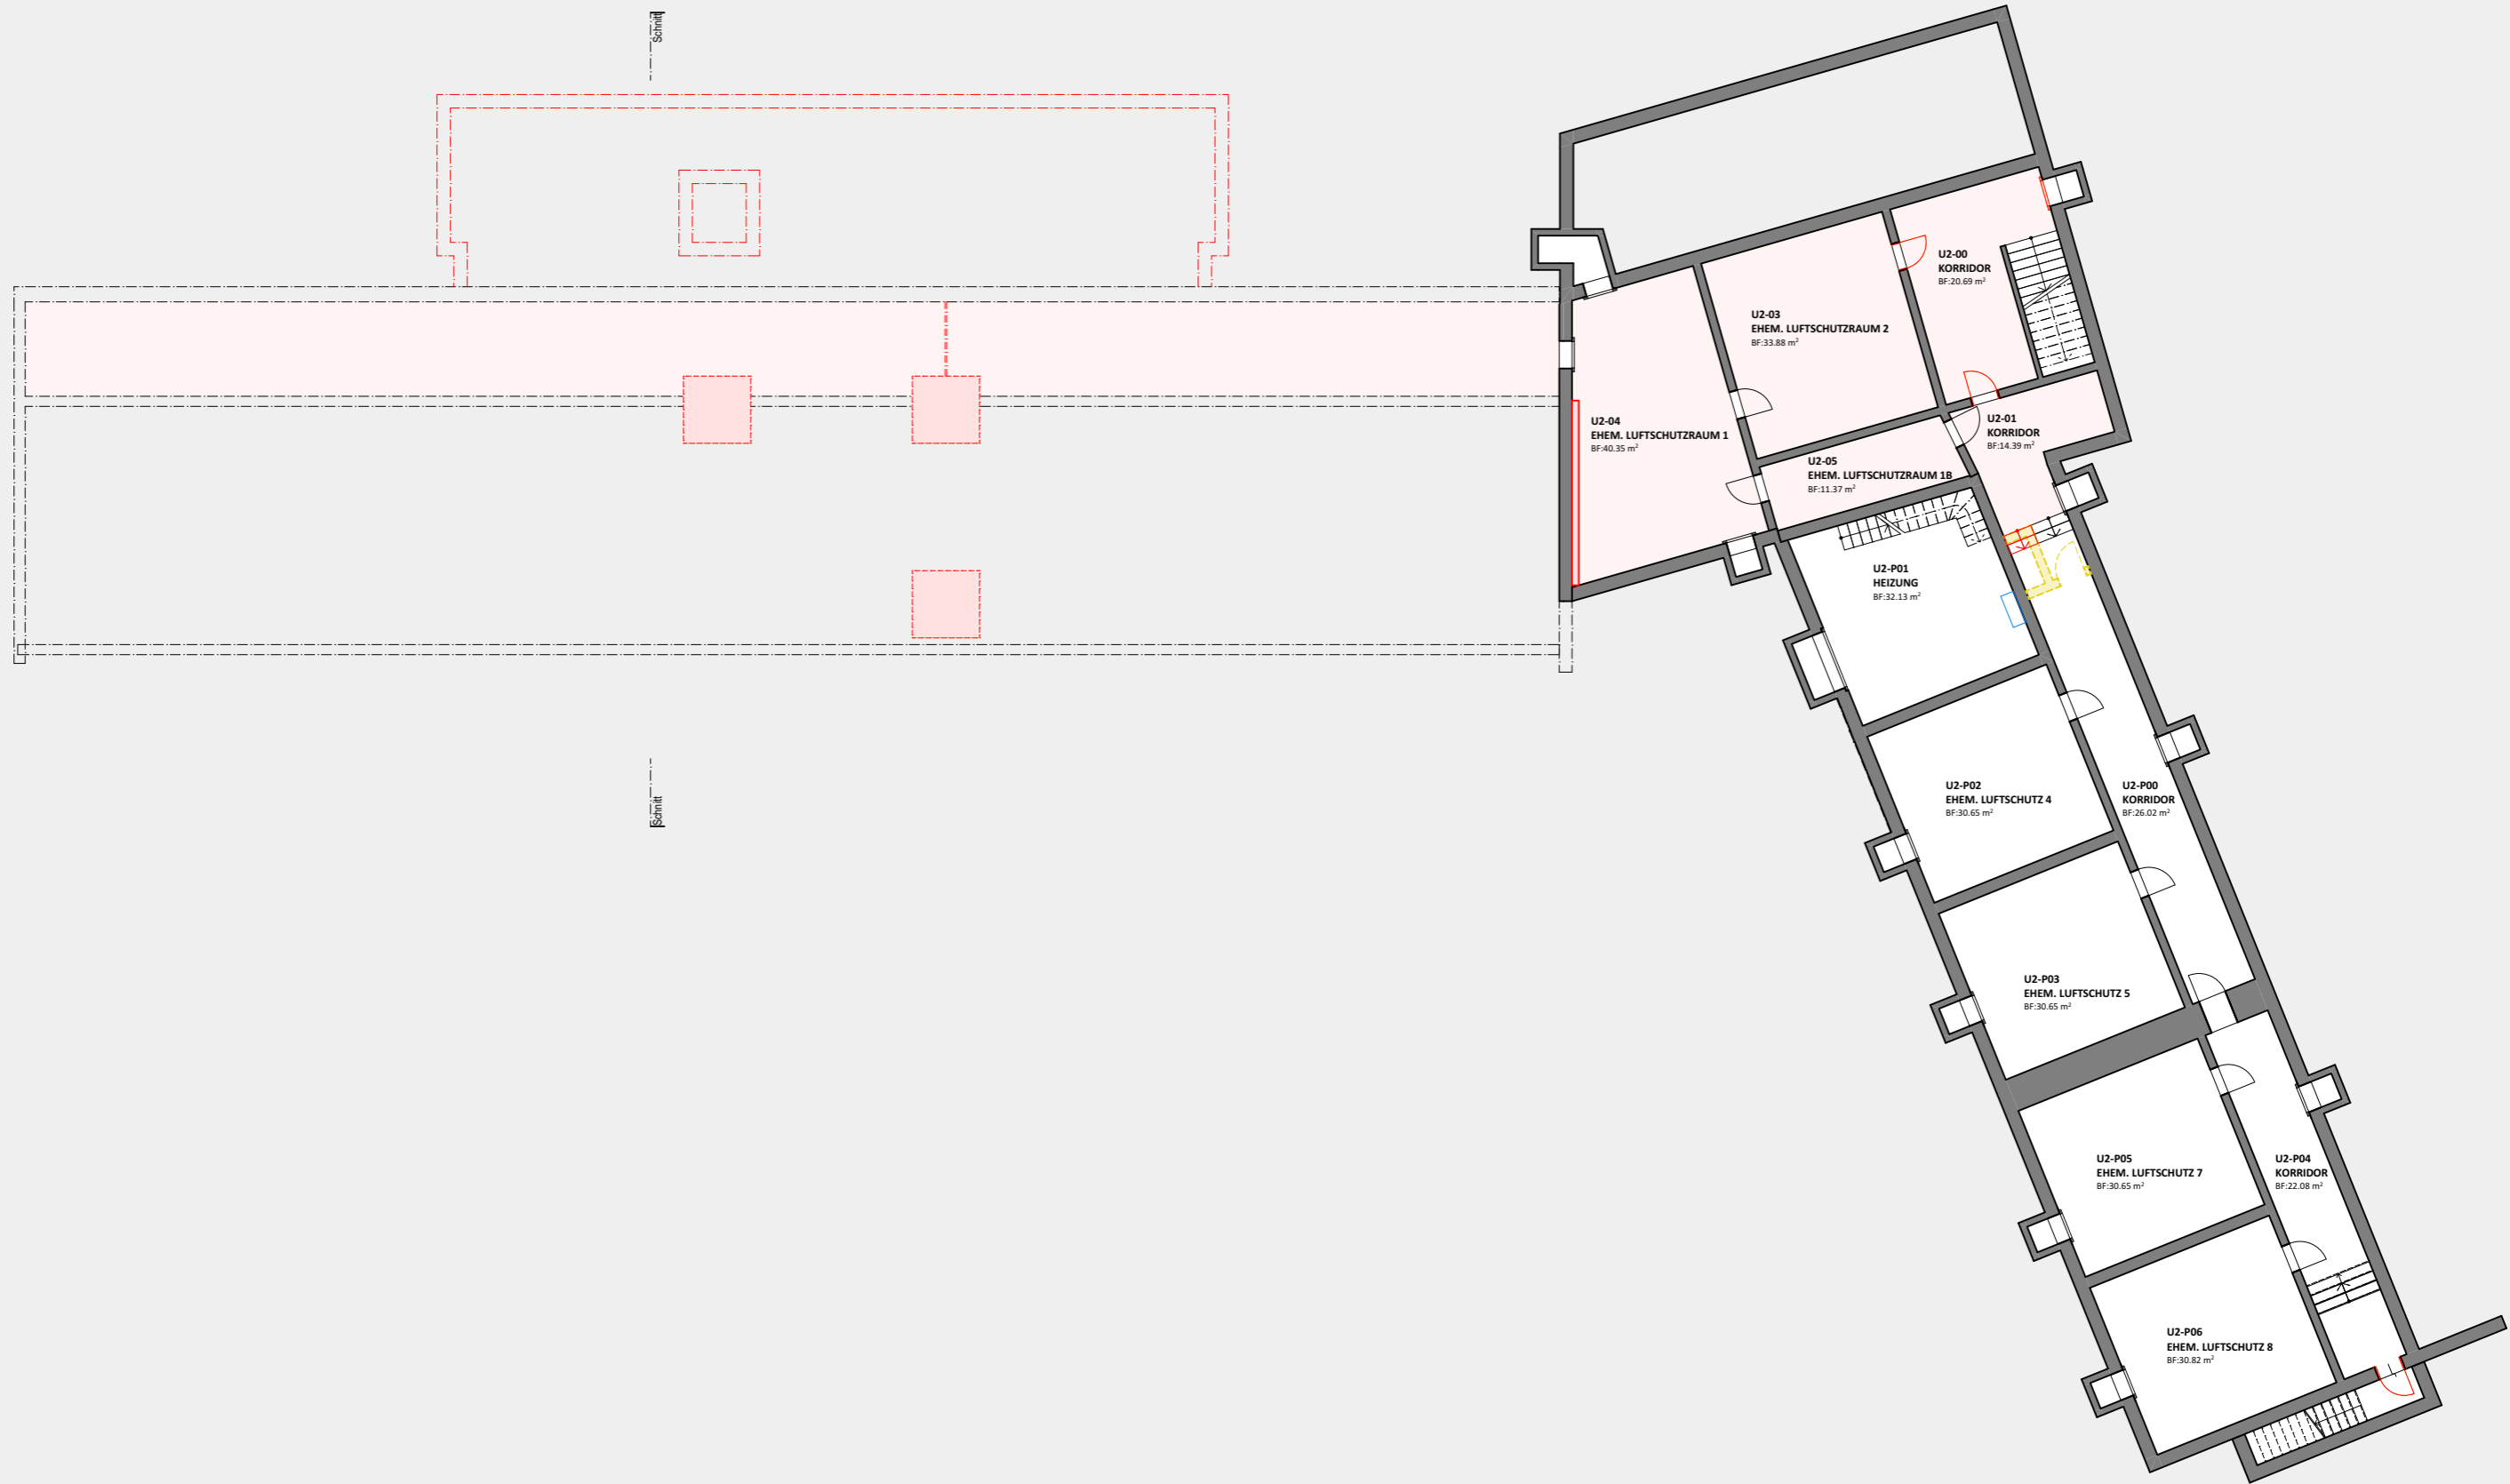 Schnitt
U2-00
KORRIDOR
BF:20.69 m²
U2-03
EHEM. LUFTSCHUTZRAUM 2
BF:33.88 m²
U2-04
EHEM. LUFTSCHUTZRAUM 1
BF:40.35 m²
U2-01
KORRIDOR
BF:14.39 m²
U2-05
EHEM. LUFTSCHUTZRAUM 1B
BF:11.37 m²
U2-P01
HEIZUNG
BF:32.13 m²
Schnitt
U2-P02
EHEM. LUFTSCHUTZ 4
BF:30.65 m²
U2-P00
KORRIDOR
BF:26.02 m²
U2-P03
EHEM. LUFTSCHUTZ 5
BF:30.65 m²
U2-P05
EHEM. LUFTSCHUTZ 7
BF:30.65 m²
U2-P04
KORRIDOR
BF:22.08 m²
U2-P06
EHEM. LUFTSCHUTZ 8
BF:30.82 m²